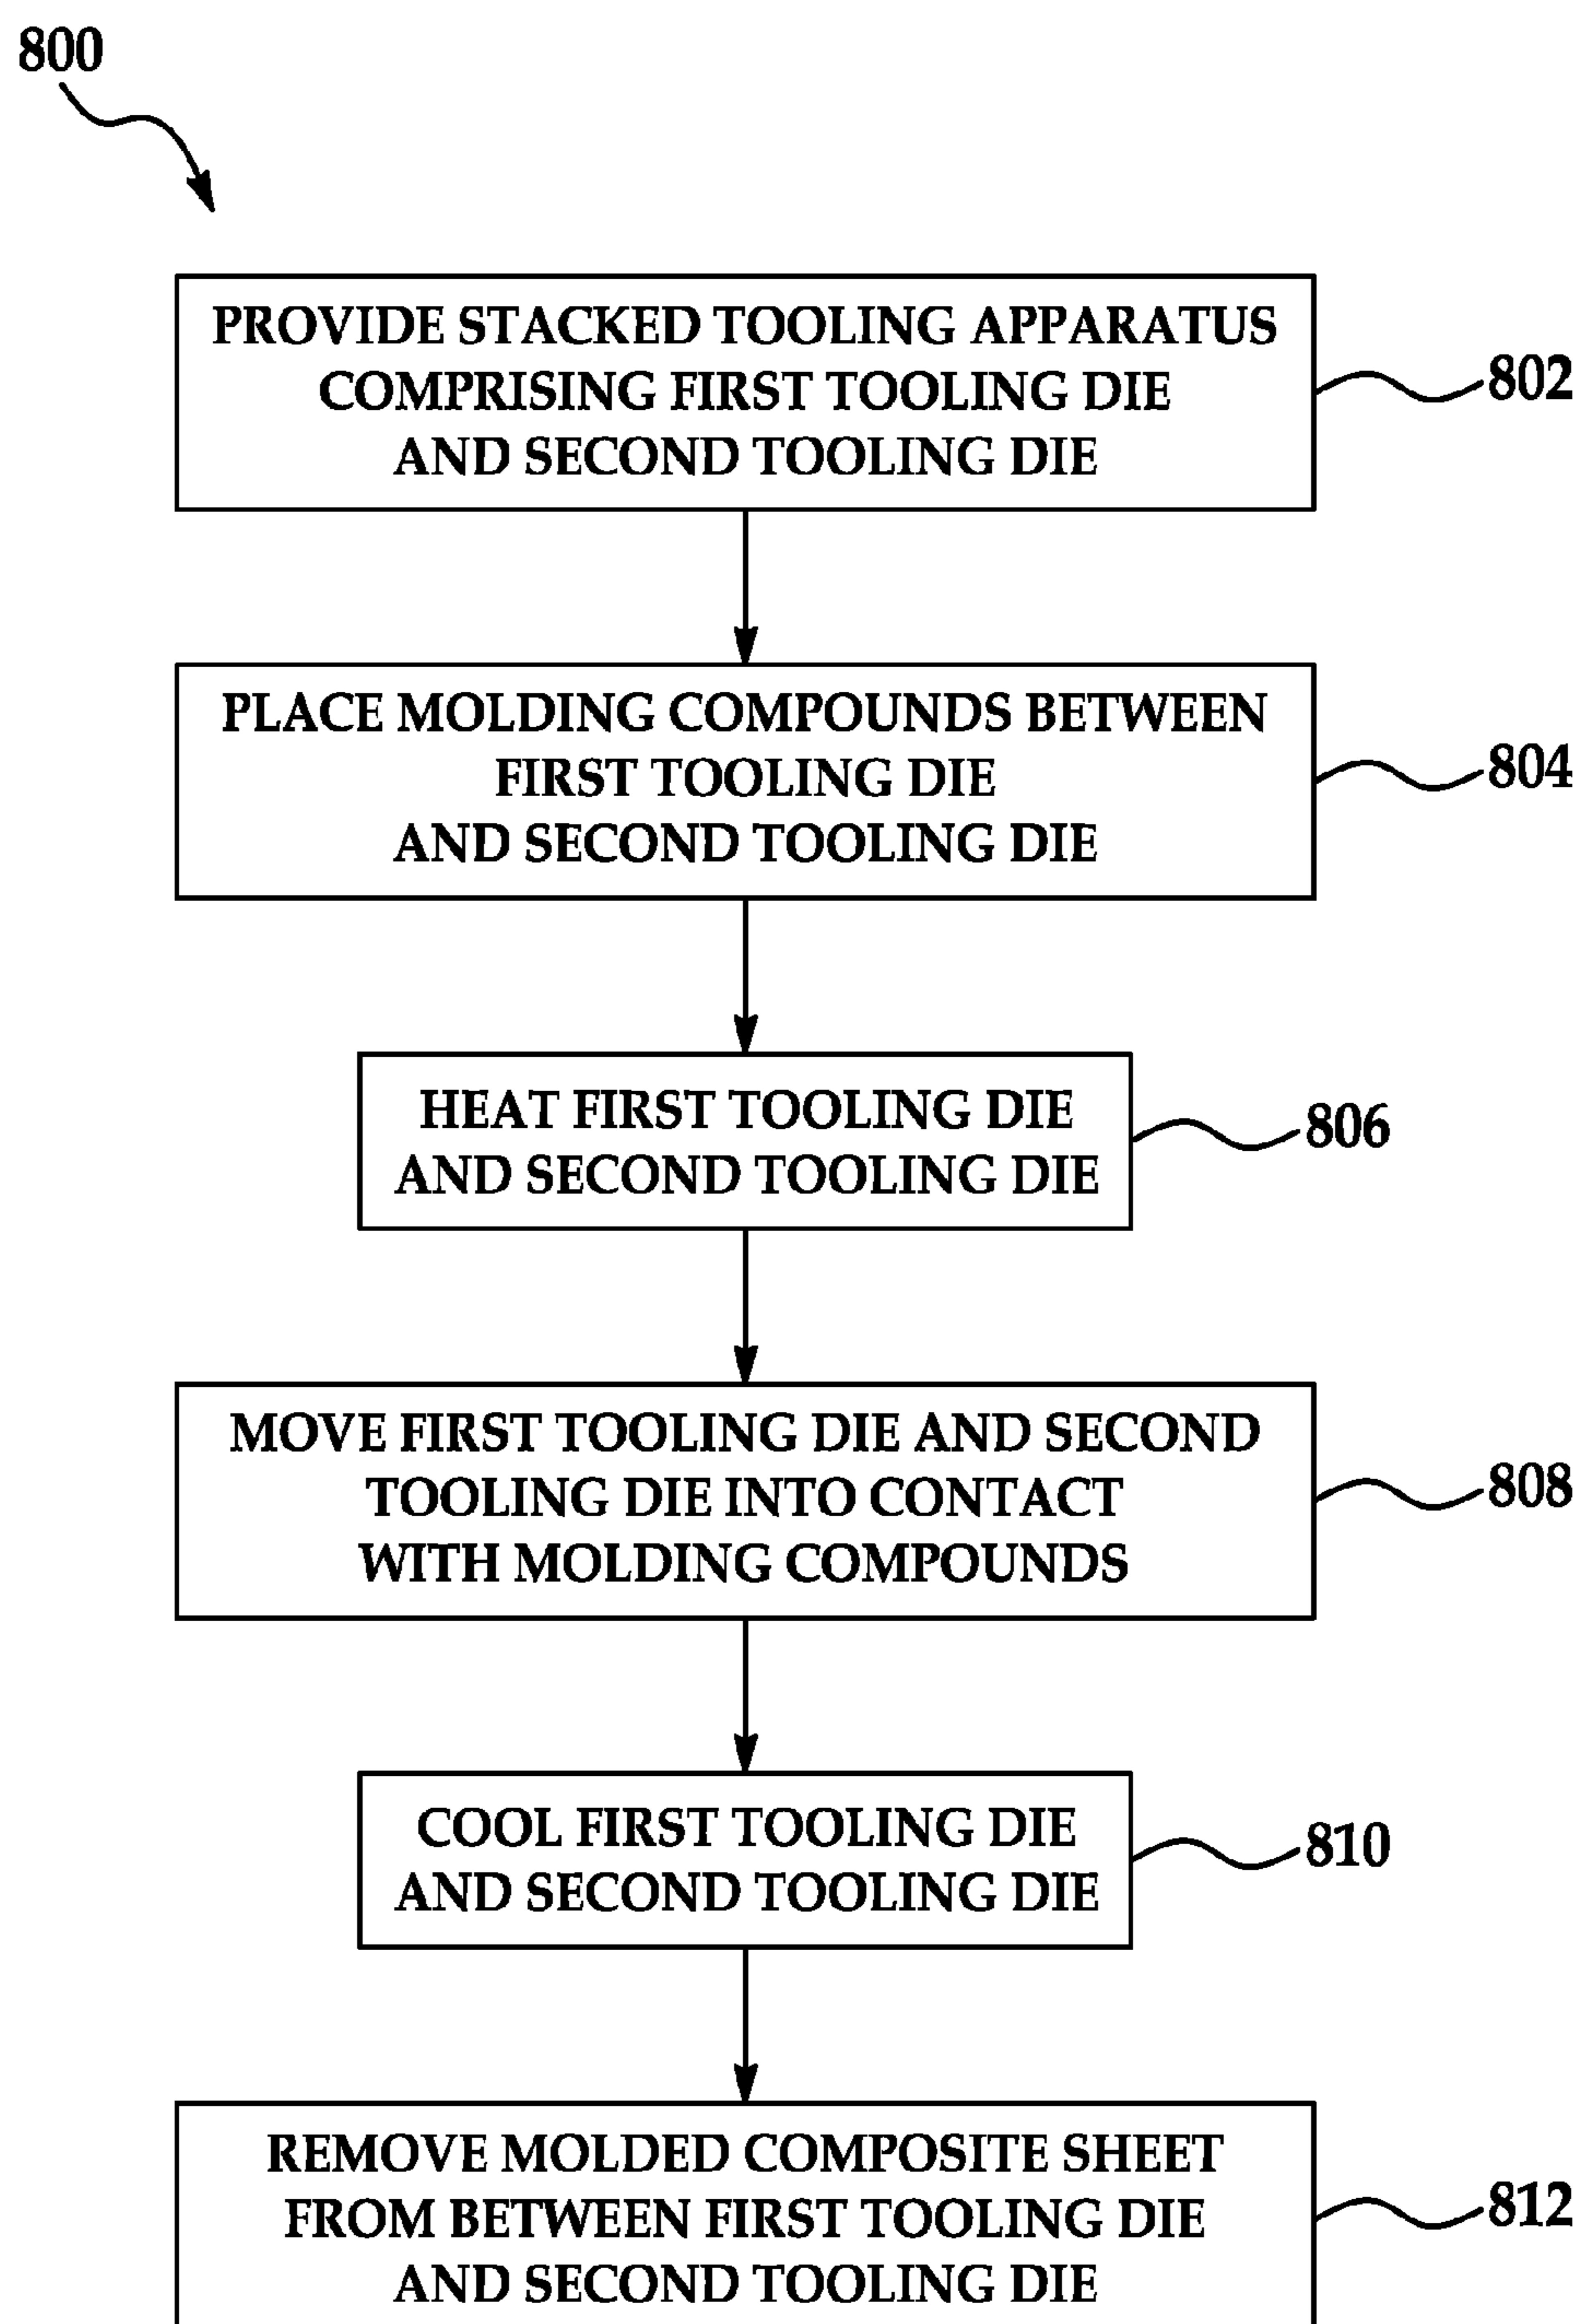 800
PROVIDE STACKED TOOLING APPARATUS
COMPRISING FIRST TOOLING DIE
AND SECOND TOOLING DIE
802
PLACE MOLDING COMPOUNDS BETWEEN
FIRST TOOLING DIE
AND SECOND TOOLING DIE
804
HEAT FIRST TOOLING DIE
AND SECOND TOOLING DIE
806
MOVE FIRST TOOLING DIE AND SECOND
TOOLING DIE INTO CONTACT
WITH MOLDING COMPOUNDS
808
COOL FIRST TOOLING DIE
AND SECOND TOOLING DIE
810
REMOVE MOLDED COMPOSITE SHEET
FROM BETWEEN FIRST TOOLING DIE
AND SECOND TOOLING DIE
812